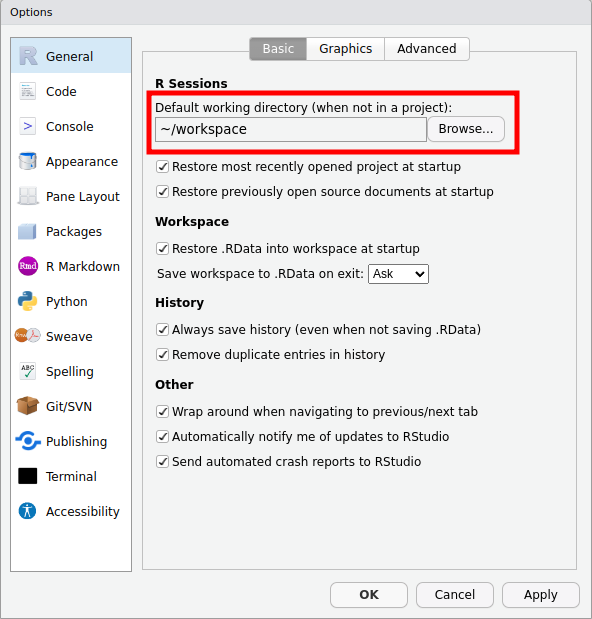 Options
General
Code
Console
Appearance
Pane Layout
Packages
R Markdown
Python
Sweave
Spelling
Git/SVN
Publishing
Terminal
Accessibility
Basic Graphics Advanced
R Sessions
Default working directory (when not in a project):
~/workspace Browse...
Restore most recently opened project at startup
Restore previously open source documents at startup
Workspace
Restore .RData into workspace at startup
Save workspace to .RData on exit: Ask
History
Always save history (even when not saving .RData)
Remove duplicate entries in history
Other
Wrap around when navigating to previous/next tab
Automatically notify me of updates to RStudio
Send automated crash reports to RStudio
OK Cancel Apply